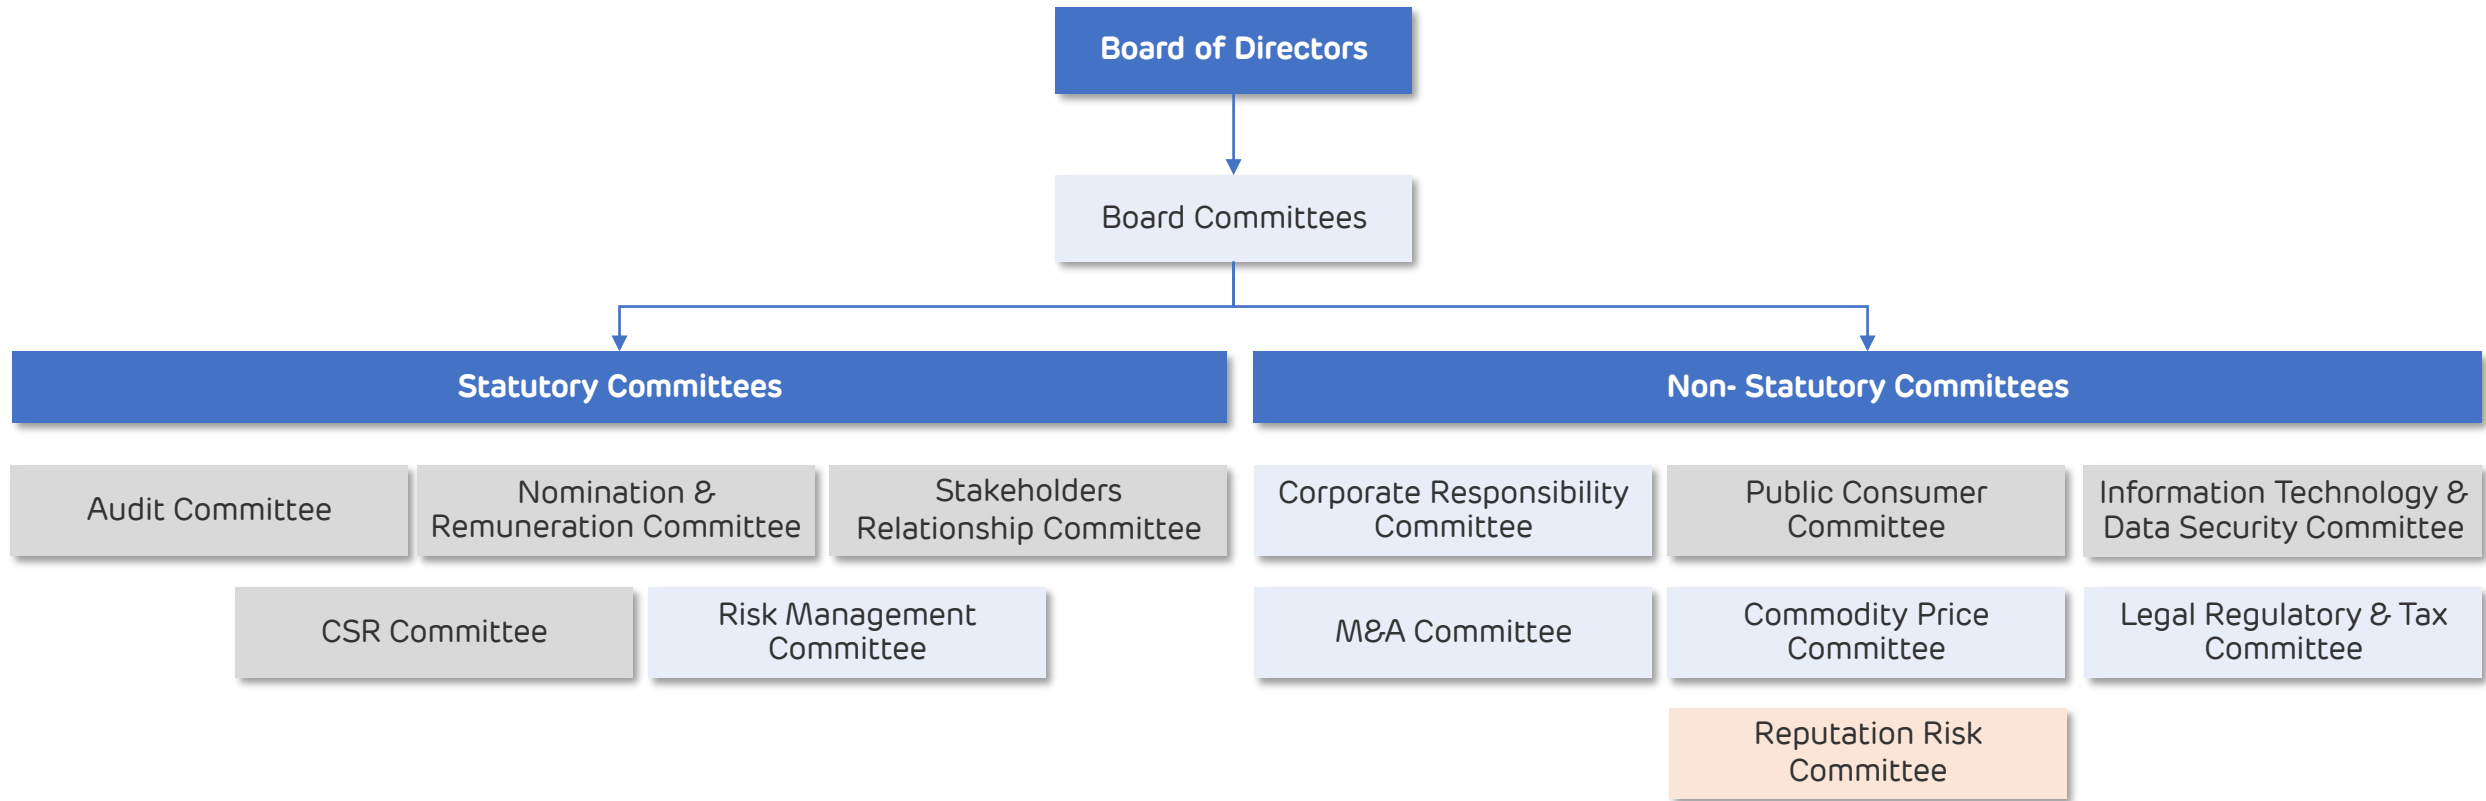 Board of Directors
Board Committees
Statutory Committees
Non- Statutory Committees
Audit Committee
Nomination &
Remuneration Committee
Stakeholders
Relationship Committee
Corporate Responsibility
Committee
Public Consumer
Committee
Information Technology &
Data Security Committee
CSR Committee
Risk Management
Committee
M&A Committee
Commodity Price
Committee
Legal Regulatory & Tax
Committee
Reputation Risk
Committee